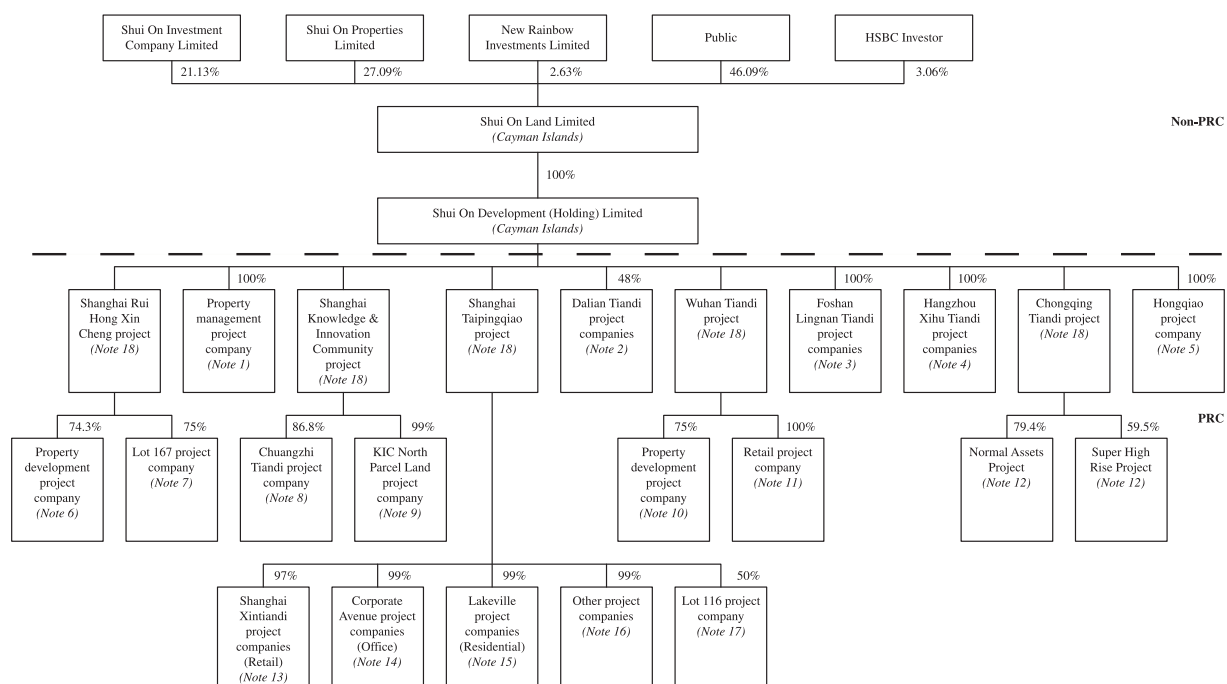 Shui On Investment
Company Limited
Shui On Properties
Limited
New Rainbow
Investments Limited
Public
HSBC Investor
21.13%
27.09%
2.63%
46.09%
3.06%
Shui On Land Limited
(Cayman Islands)
Non-PRC
100%
Shui On Development (Holding) Limited
(Cayman Islands)
100%
48%
100%
100%
100%
Shanghai Rui
Hong Xin
Cheng project
(Note 18)
Property
management
project
company
(Note 1)
Shanghai
Knowledge &
Innovation
Community
project
(Note 18)
Shanghai
Taipingqiao
project
(Note 18)
Dalian Tiandi
project
companies
(Note 2)
Wuhan Tiandi
project
(Note 18)
Foshan
Lingnan Tiandi
project
companies
(Note 3)
Hangzhou
Xihu Tiandi
project
companies
(Note 4)
Chongqing
Tiandi project
(Note 18)
Hongqiao
project
company
(Note 5)
PRC
74.3%
75%
86.8%
99%
75%
100%
79.4%
59.5%
Property
development
project
company
(Note 6)
Lot 167 project
company
(Note 7)
Chuangzhi
Tiandi project
company
(Note 8)
KIC North
Parcel Land
project
company
(Note 9)
Property
development
project
company
(Note 10)
Retail project
company
(Note 11)
Normal Assets
Project
(Note 12)
Super High
Rise Project
(Note 12)
97%
99%
99%
99%
50%
Shanghai
Xintiandi
project
companies
(Retail)
(Note 13)
Corporate
Avenue project
companies
(Office)
(Note 14)
Lakeville
project
companies
(Residential)
(Note 15)
Other project
companies
(Note 16)
Lot 116 project
company
(Note 17)